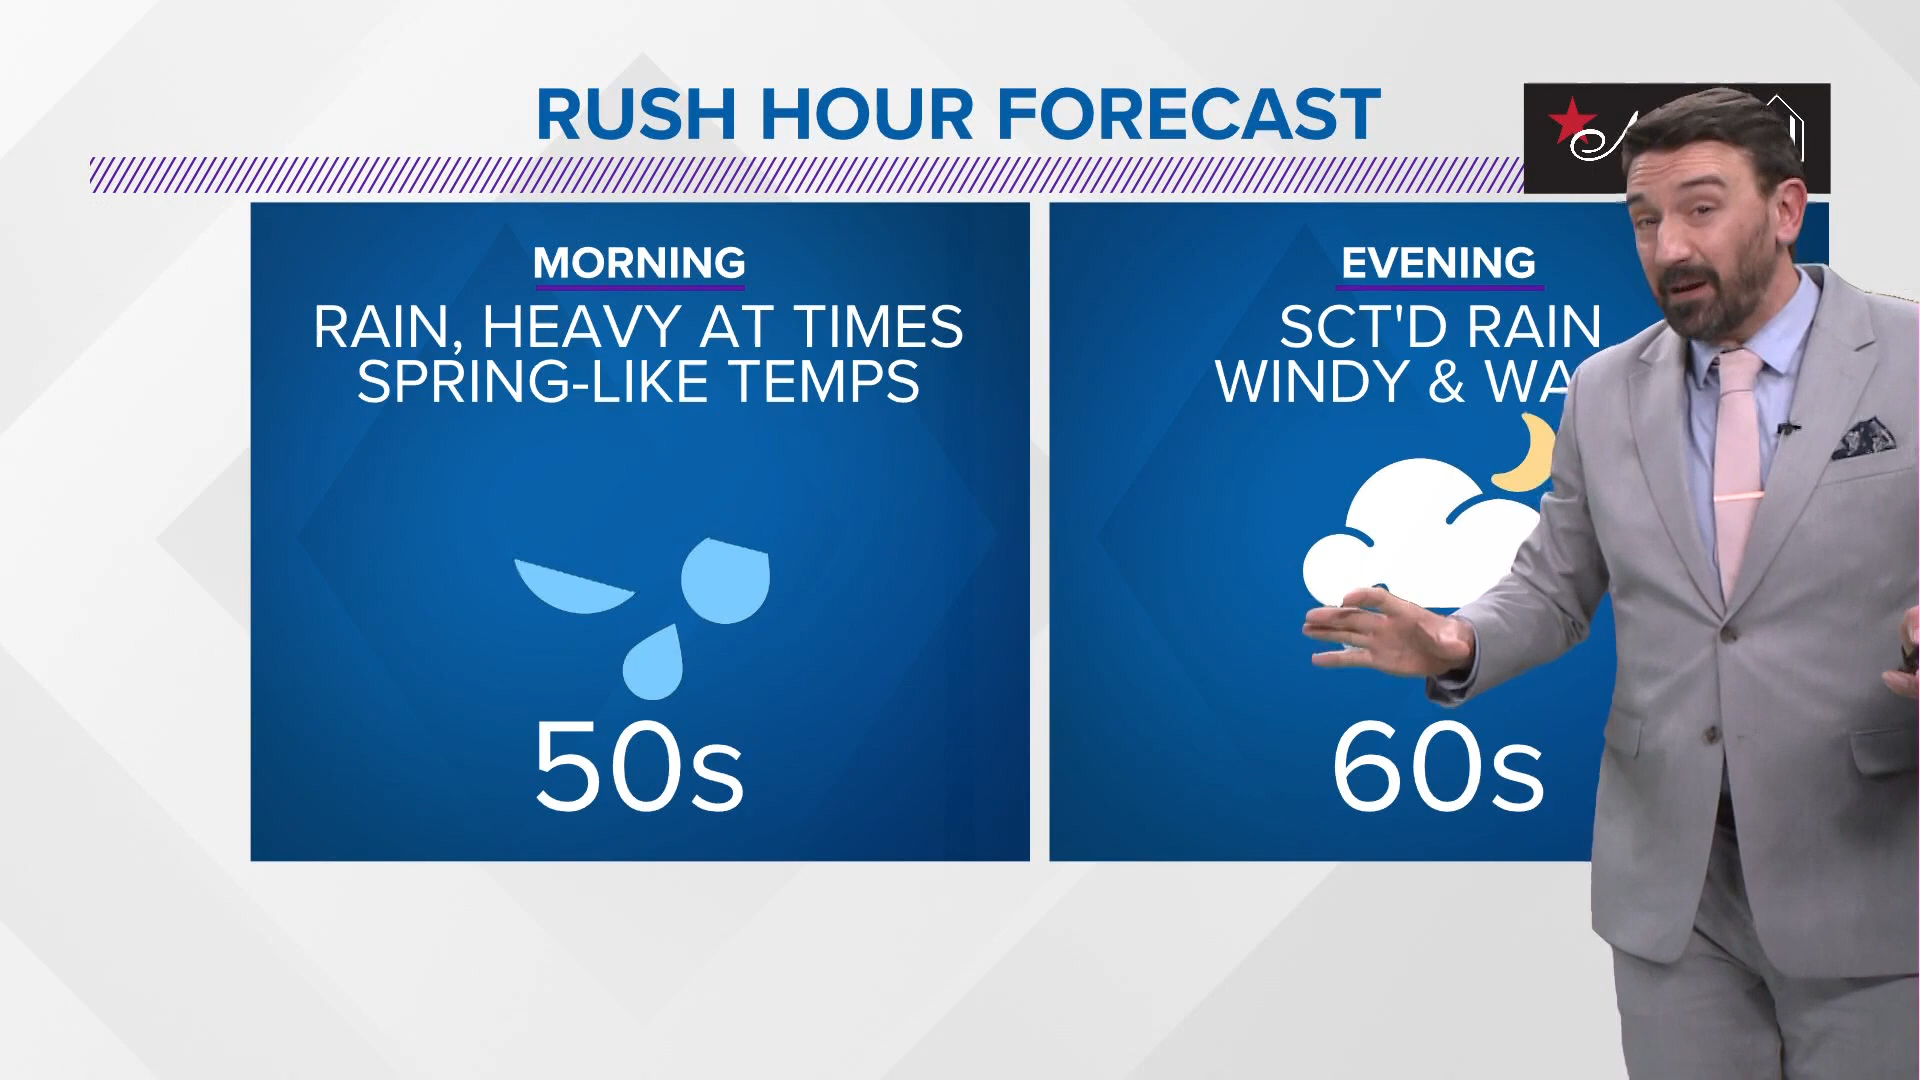 RUSH HOUR FORECAST
MORNING
RAIN, HEAVY AT TIMES
SPRING-LIKE TEMPS
50s
EVENING
SCT'D RAIN
WINDY &
60s